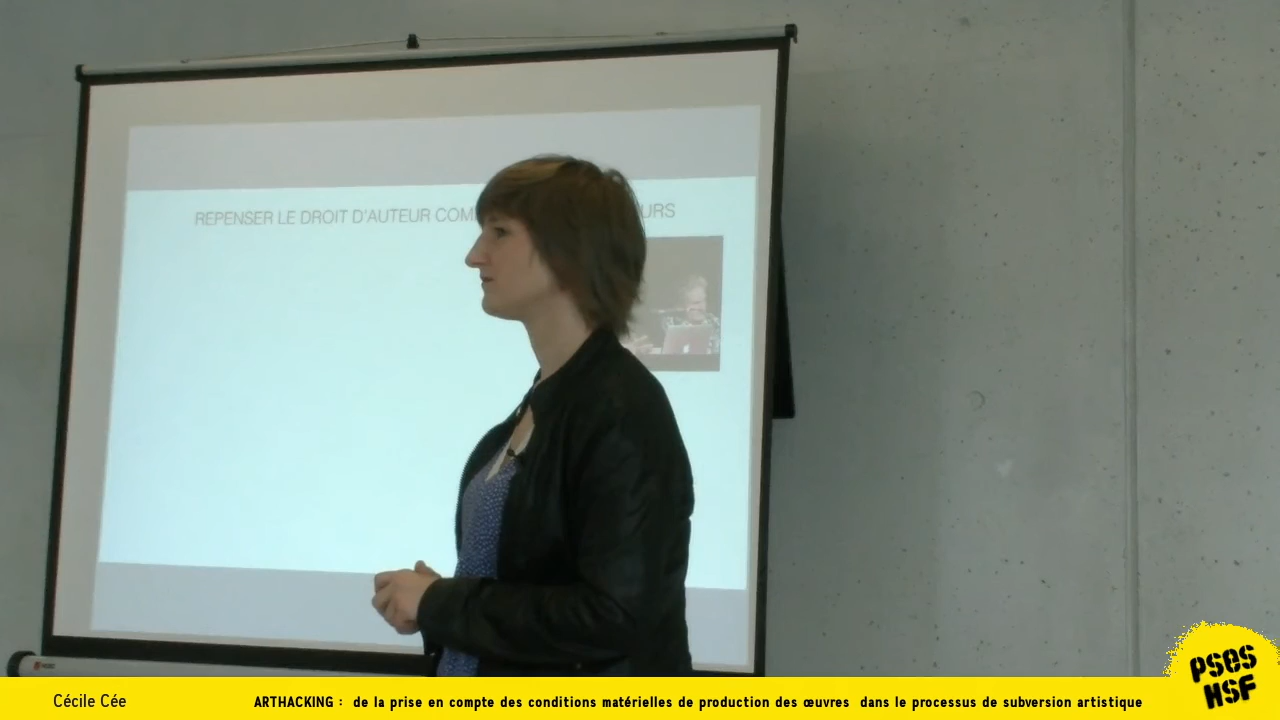 REPENSER LE DROIT D'AUTEUR COM URS
Cécile Cée
ARTHACKING : de la prise en compte des conditions matérielles de production des œuvres dans le processus de subversion artistique
PSES
HSF